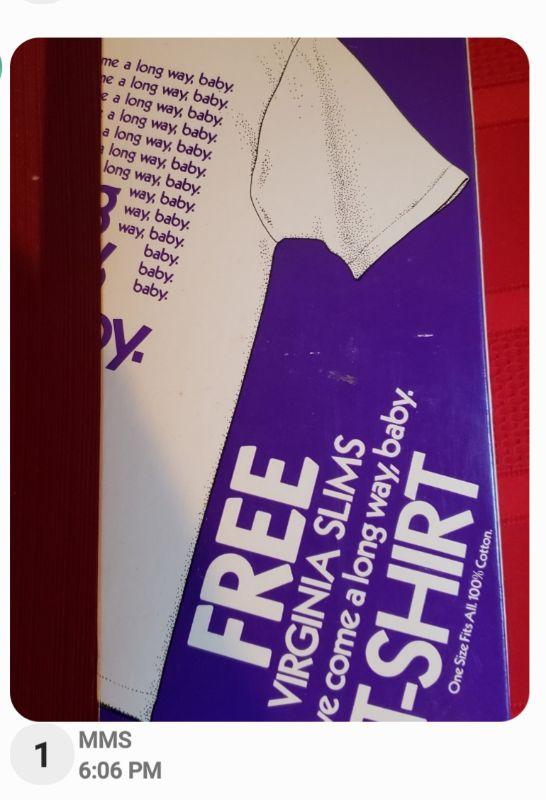 me a long way, baby.
me a long way, baby.
e a long way, baby.
a long way, baby.
a long way, baby.
a long way, baby.
long way, baby.
way, baby.
way, baby.
way, baby.
baby.
baby.
baby.
g
y.
FREE
VIRGINIA SLIMS
ve come a long way, baby.
T-SHIRT
One Size Fits All. 100% Cotton.
1
MMS
6:06 PM